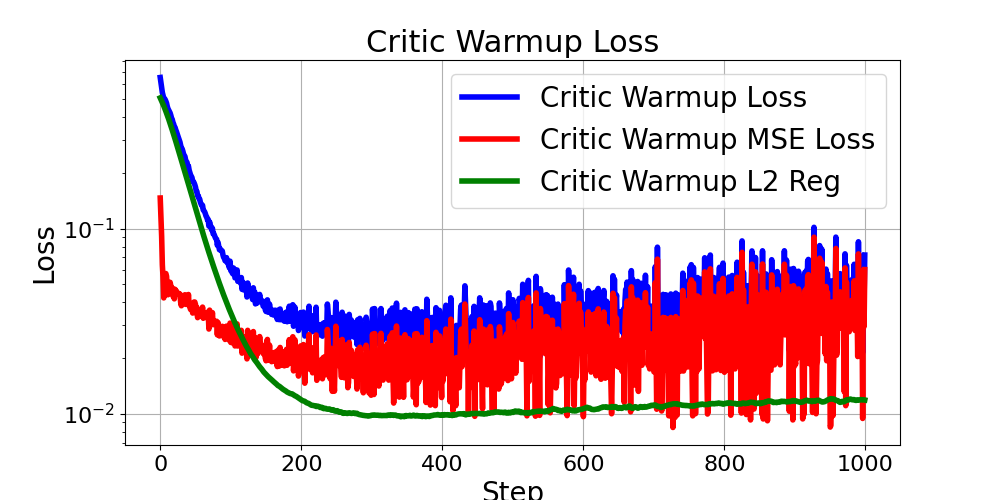 Critic Warmup Loss
Critic Warmup Loss
Critic Warmup MSE Loss
Critic Warmup L2 Reg
Loss
10⁻¹
10⁻²
0 200 400 600 800 1000
Step